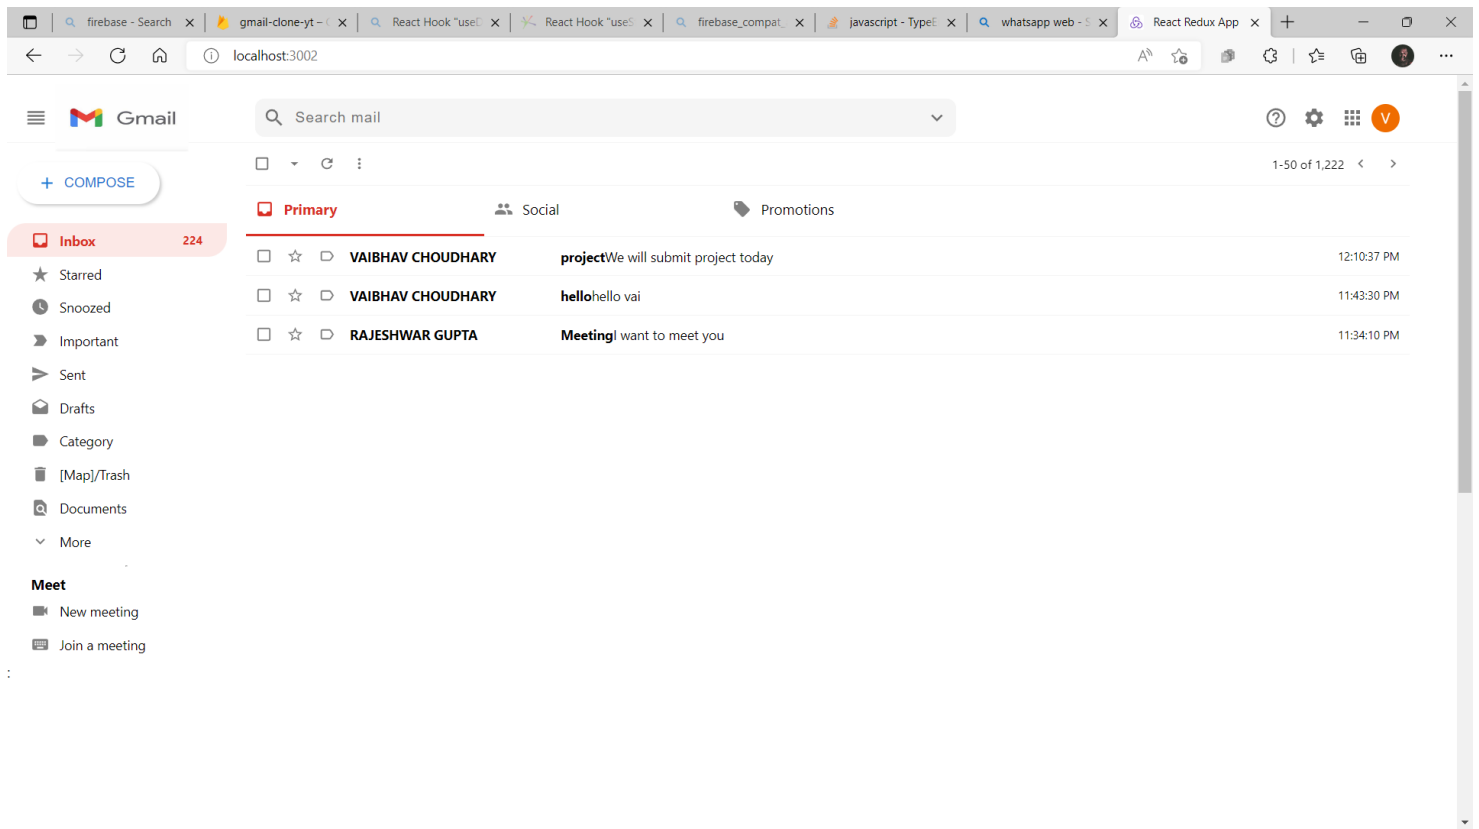 firebase - Search
gmail-clone-yt –
React Hook "useD
React Hook "useS
firebase_compat_
javascript - TypeE
whatsapp web - S
React Redux App
localhost:3002
Gmail
Search mail
V
COMPOSE
1-50 of 1,222
Primary
Social
Promotions
Inbox 224
Starred
Snoozed
Important
Sent
Drafts
Category
[Map]/Trash
Documents
More
VAIBHAV CHOUDHARY projectWe will submit project today 12:10:37 PM
VAIBHAV CHOUDHARY hellohello vai 11:43:30 PM
RAJESHWAR GUPTA MeetingI want to meet you 11:34:10 PM
Meet
New meeting
Join a meeting
: